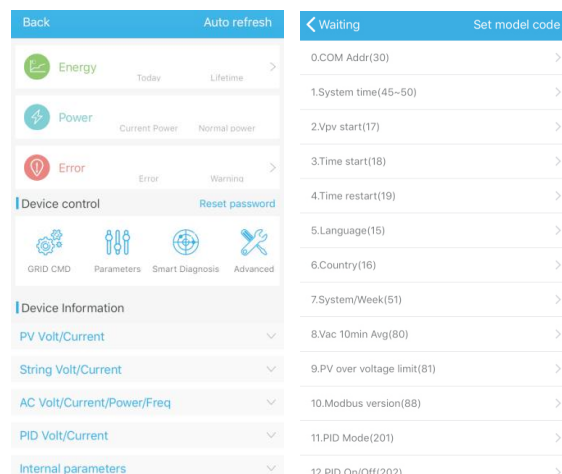 Back Auto refresh
Energy
Today Lifetime
Power
Current Power Normal power
Error
Error Warning
Device control Reset password
GRID CMD Parameters Smart Diagnosis Advanced
Device Information
PV Volt/Current
String Volt/Current
AC Volt/Current/Power/Freq
PID Volt/Current
Internal parameters
Waiting Set model code
0.COM Addr(30)
1.System time(45~50)
2.Vpv start(17)
3.Time start(18)
4.Time restart(19)
5.Language(15)
6.Country(16)
7.System/Week(51)
8.Vac 10min Avg(80)
9.PV over voltage limit(81)
10.Modbus version(88)
11.PID Mode(201)
12.PID On/Off(202)